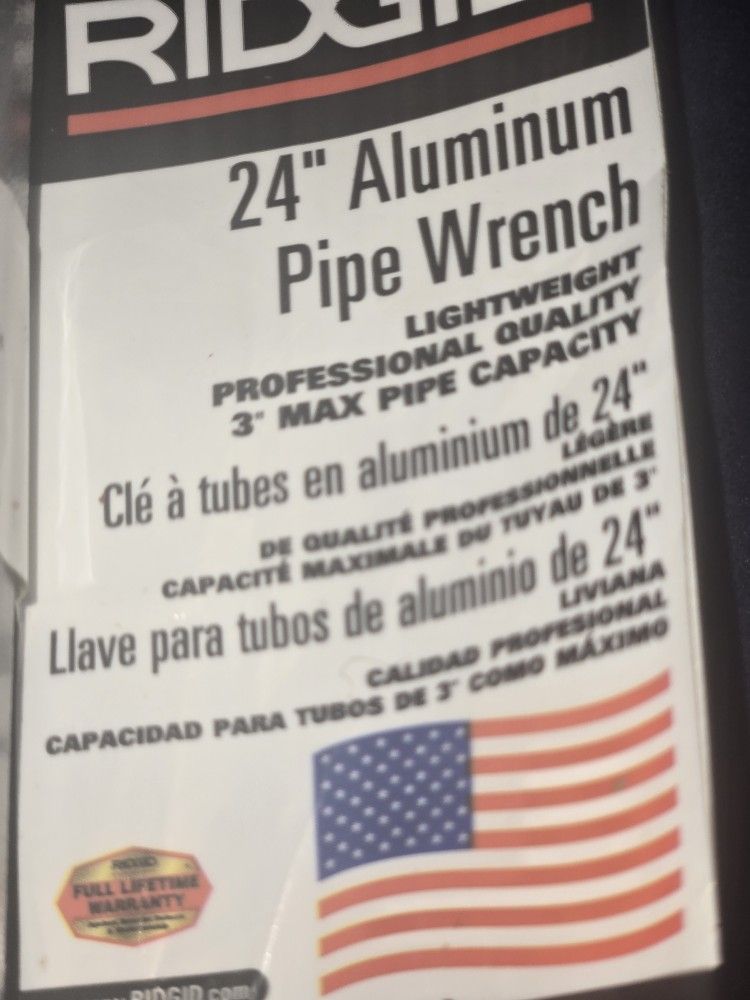 RIDGID
24" Aluminum
Pipe Wrench
LIGHTWEIGHT
PROFESSIONAL QUALITY
3" MAX PIPE CAPACITY
Clé à tubes en aluminium de 24"
LÉGÈRE
DE QUALITÉ PROFESSIONNELLE
CAPACITÉ MAXIMALE DU TUYAU DE 3"
Llave para tubos de aluminio de 24"
LIVIANA
CALIDAD PROFESIONAL
CAPACIDAD PARA TUBOS DE 3" COMO MÁXIMO
RIDGID
FULL LIFETIME
WARRANTY
RIDGID.com/